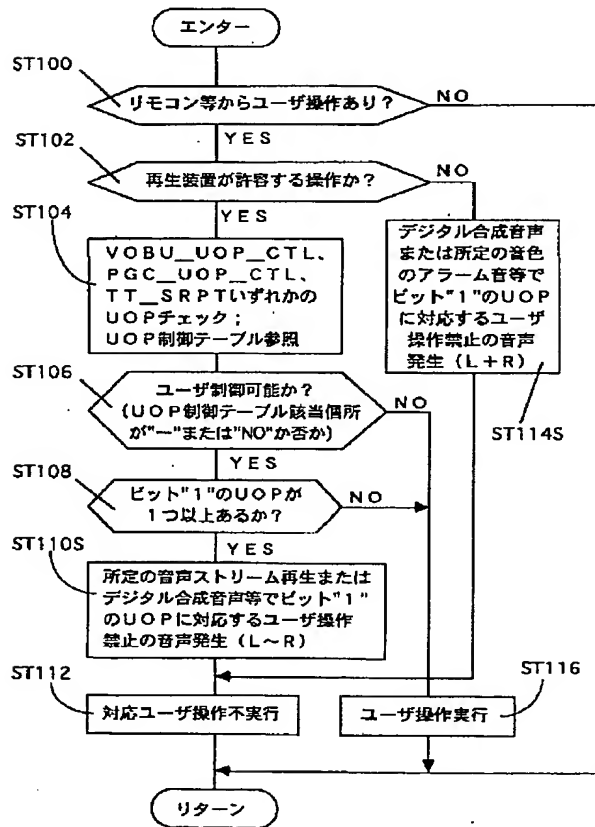 エンター
ST100
リモコン等からユーザ操作あり？
NO
YES
ST102
再生装置が許容する操作か？
NO
YES
ST104
VOBU_UOP_CTL、
PGC_UOP_CTL、
TT_SRPTいずれかの
UOPチェック；
UOP制御テーブル参照
デジタル合成音声
または所定の音色
のアラーム音等で
ビット"1"のUOP
に対応するユーザ
操作禁止の音声
発生（L＋R）
ST114S
ST106
ユーザ制御可能か？
（UOP制御テーブル該当個所
が"ー"または"NO"か否か）
NO
YES
ST108
ビット"1"のUOPが
1つ以上あるか？
NO
YES
ST110S
所定の音声ストリーム再生または
デジタル合成音声等でビット"1"
のUOPに対応するユーザ操作
禁止の音声発生（L〜R）
ST112
対応ユーザ操作不実行
ST116
ユーザ操作実行
リターン